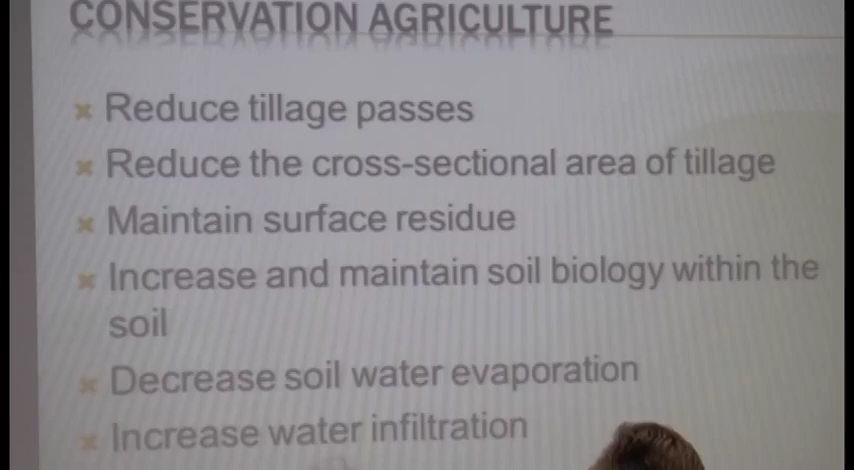 CONSERVATION AGRICULTURE
Reduce tillage passes
Reduce the cross-sectional area of tillage
Maintain surface residue
Increase and maintain soil biology within the
soil
Decrease soil water evaporation
Increase water infiltration